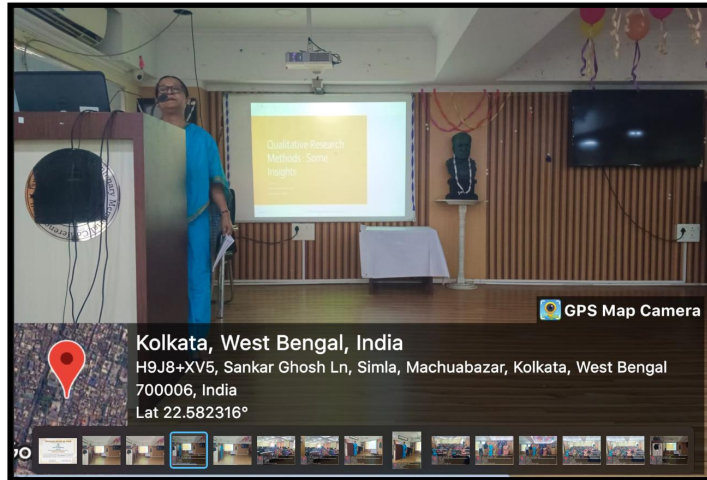 Qualitative Research
Methods: Some
Insights
GPS Map Camera
Kolkata, West Bengal, India
H9J8+XV5, Sankar Ghosh Ln, Simla, Machuabazar, Kolkata, West Bengal
700006, India
Lat 22.582316°